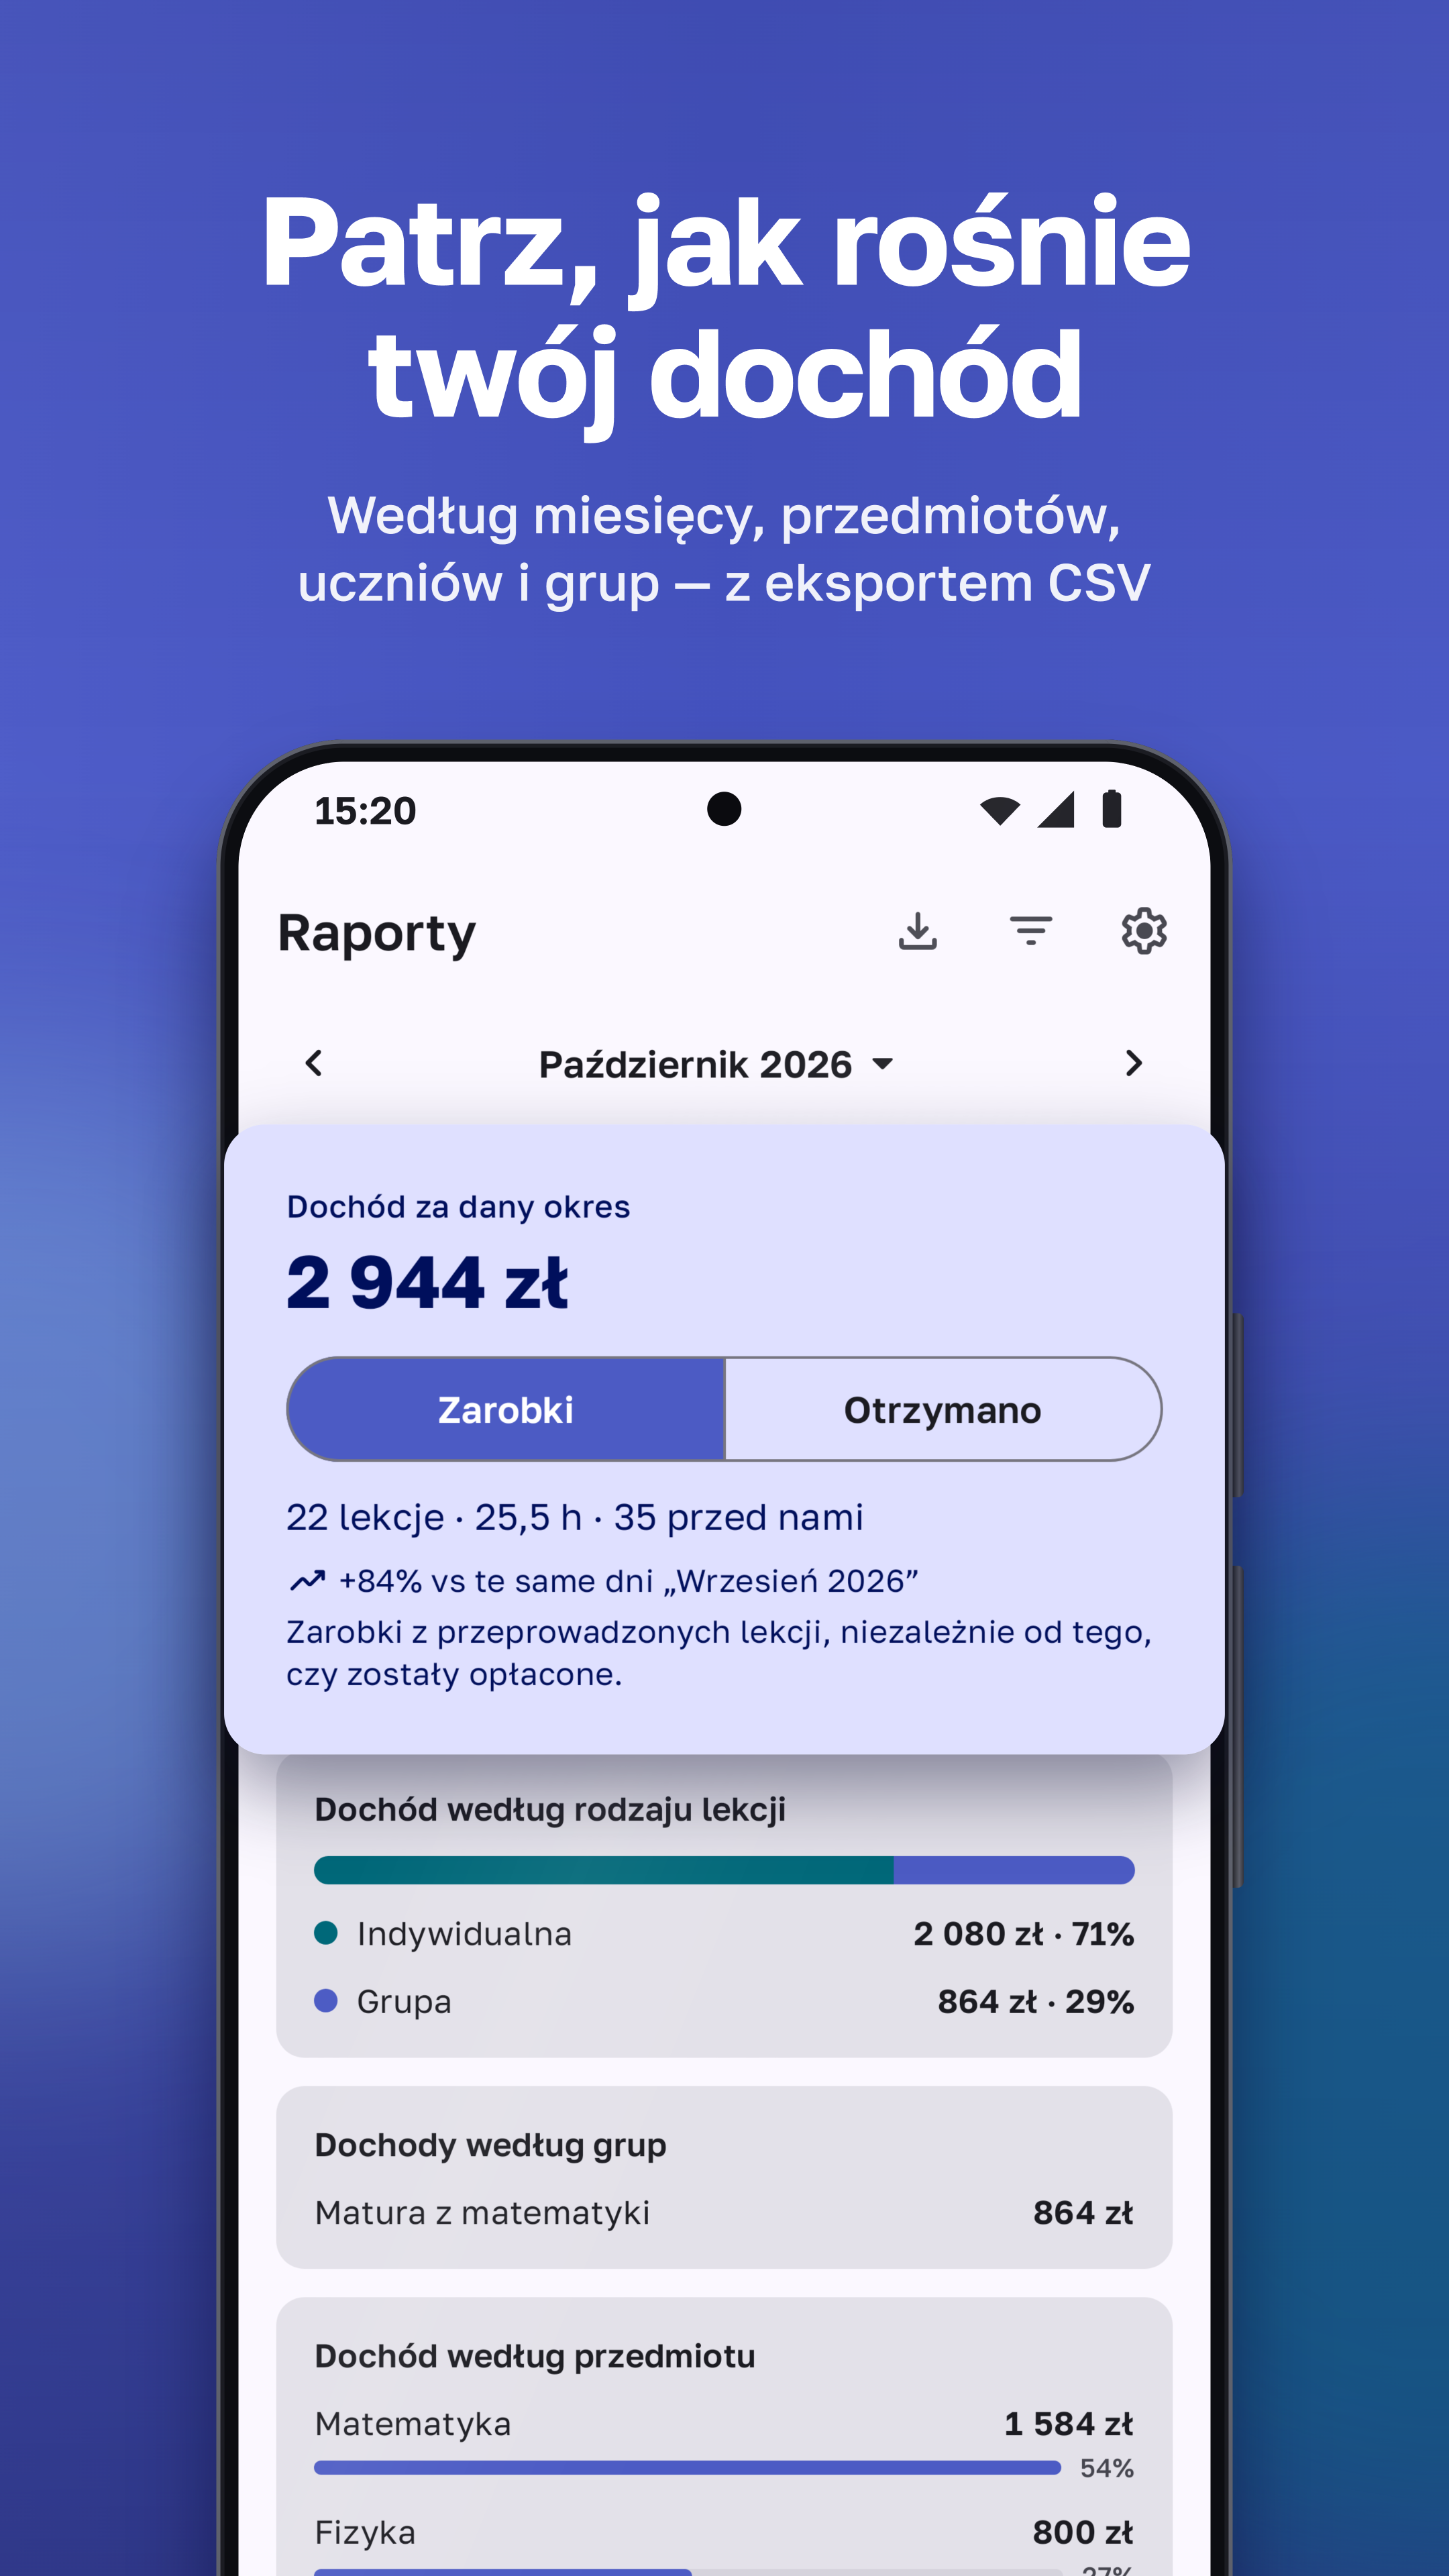 Patrz, jak rośnie
twój dochód
Według miesięcy, przedmiotów,
uczniów i grup — z eksportem CSV
15:20
Raporty
Październik 2026
Dochód za dany okres
2 944 zł
Zarobki
Otrzymano
22 lekcje · 25,5 h · 35 przed nami
+84% vs te same dni „Wrzesień 2026”
Zarobki z przeprowadzonych lekcji, niezależnie od tego,
czy zostały opłacone.
Dochód według rodzaju lekcji
Indywidualna 2 080 zł · 71%
Grupa 864 zł · 29%
Dochody według grup
Matura z matematyki 864 zł
Dochód według przedmiotu
Matematyka 1 584 zł
54%
Fizyka 800 zł
27%